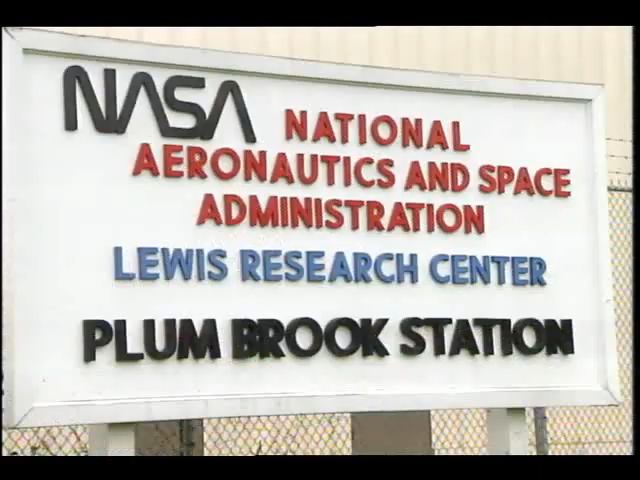 NASA NATIONAL
AERONAUTICS AND SPACE
ADMINISTRATION
LEWIS RESEARCH CENTER
PLUM BROOK STATION